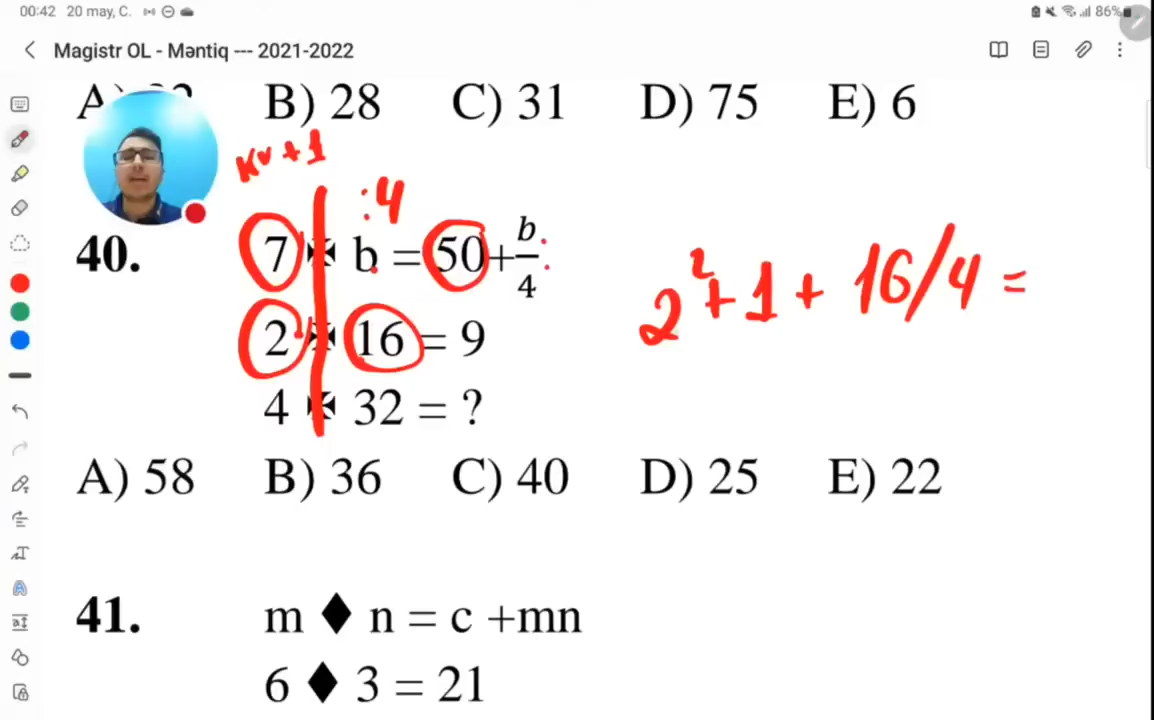 00:42 20 may, C. 86%
Magistr OL - Məntiq --- 2021-2022
B) 28 C) 31 D) 75 E) 6
kv + 1
:4
40. 7 ✠ b = 50 + b/4
2² + 1 + 16/4 =
2 ✠ 16 = 9
4 ✠ 32 = ?
A) 58 B) 36 C) 40 D) 25 E) 22
41. m ♦ n = c +mn
6 ♦ 3 = 21